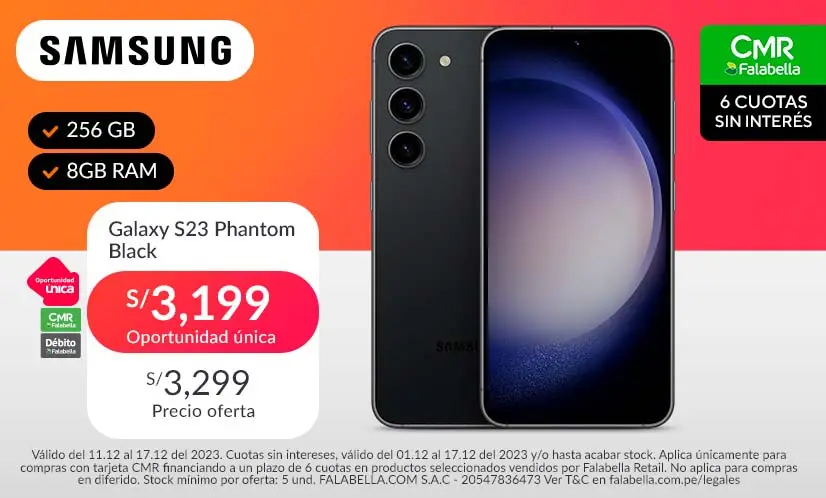 SAMSUNG
CMR
Falabella
6 CUOTAS
SIN INTERÉS
256 GB
8GB RAM
Galaxy S23 Phantom
Black
Oportunidad
única
S/3,199
Oportunidad única
CMR
Falabella
Débito
Falabella
S/3,299
Precio oferta
SAMS
Válido del 11.12 al 17.12 del 2023. Cuotas sin intereses, válido del 01.12 al 17.12 del 2023 y/o hasta acabar stock. Aplica únicamente para
compras con tarjeta CMR financiando a un plazo de 6 cuotas en productos seleccionados vendidos por Falabella Retail. No aplica para compras
en diferido. Stock mínimo por oferta: 5 und. FALABELLA.COM S.A.C - 20547836473 Ver T&C en falabella.com.pe/legales